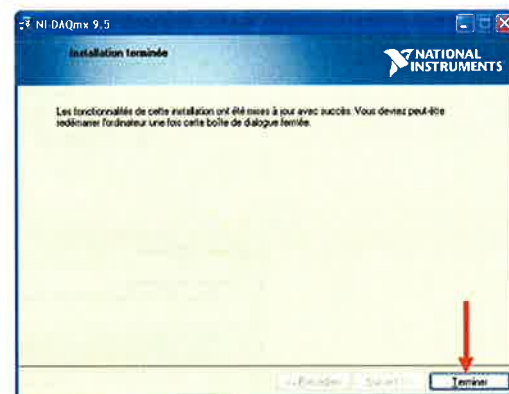 NI-DAQmx 9.5
Installation terminée
NATIONAL
INSTRUMENTS
Les fonctionnalités de cette installation ont été mises à jour avec succès. Vous devrez peut-être
redémarrer l'ordinateur une fois cette boîte de dialogue fermée.
<< Précédent Suivant >> Terminer